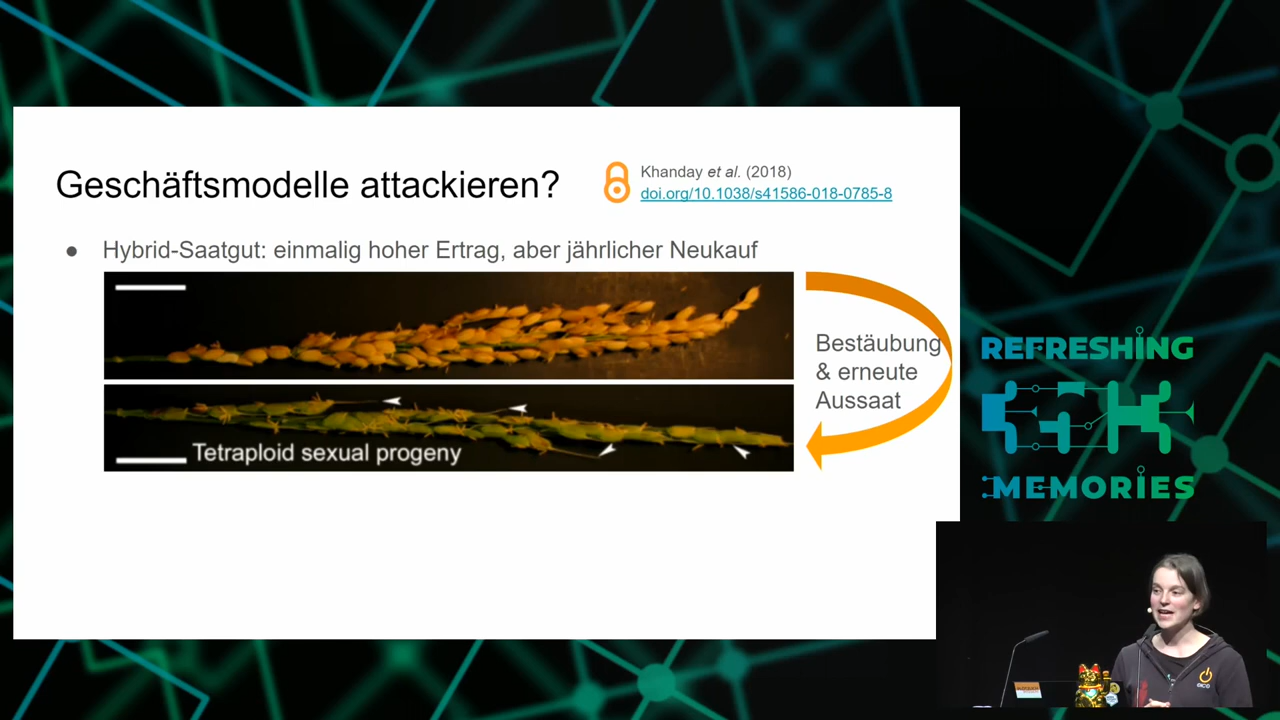 Geschäftsmodelle attackieren?
Khanday et al. (2018)
doi.org/10.1038/s41586-018-0785-8
● Hybrid-Saatgut: einmalig hoher Ertrag, aber jährlicher Neukauf
Bestäubung
& erneute
Aussaat
Tetraploid sexual progeny
REFRESHING
GPN
MEMORIES